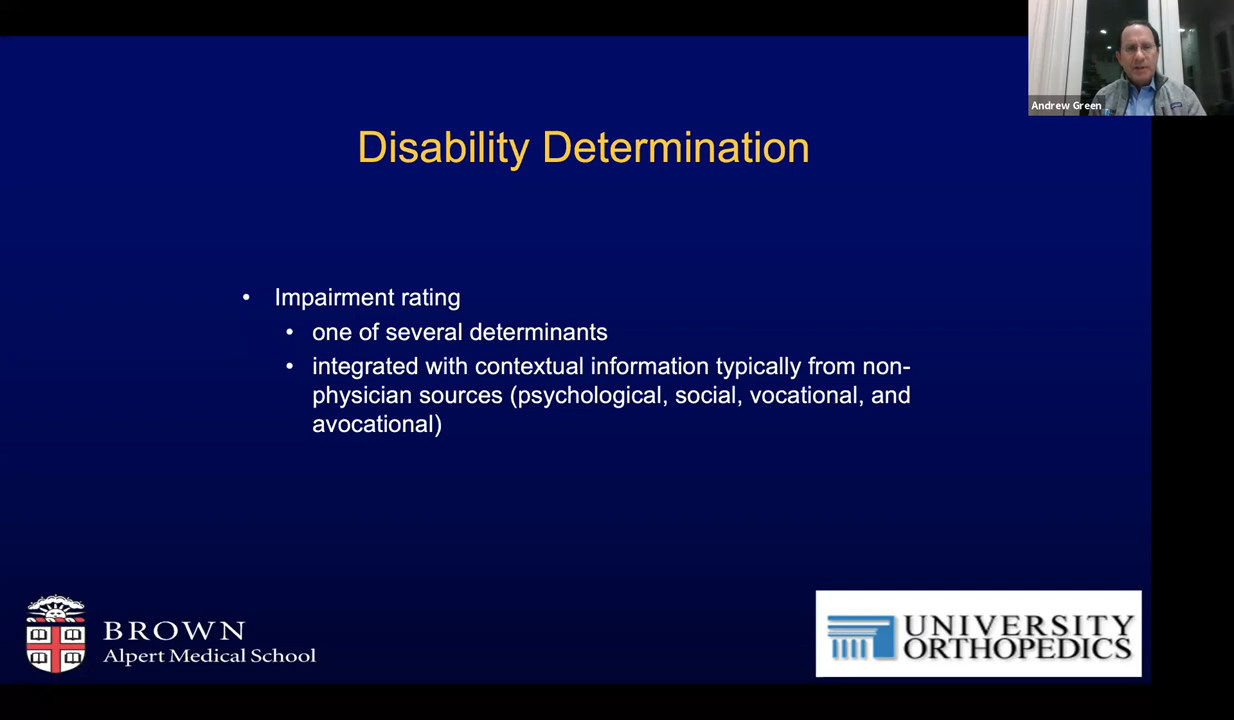 Andrew Green
Disability Determination
• Impairment rating
• one of several determinants
• integrated with contextual information typically from non-
physician sources (psychological, social, vocational, and
avocational)
BROWN
Alpert Medical School
UNIVERSITY
ORTHOPEDICS